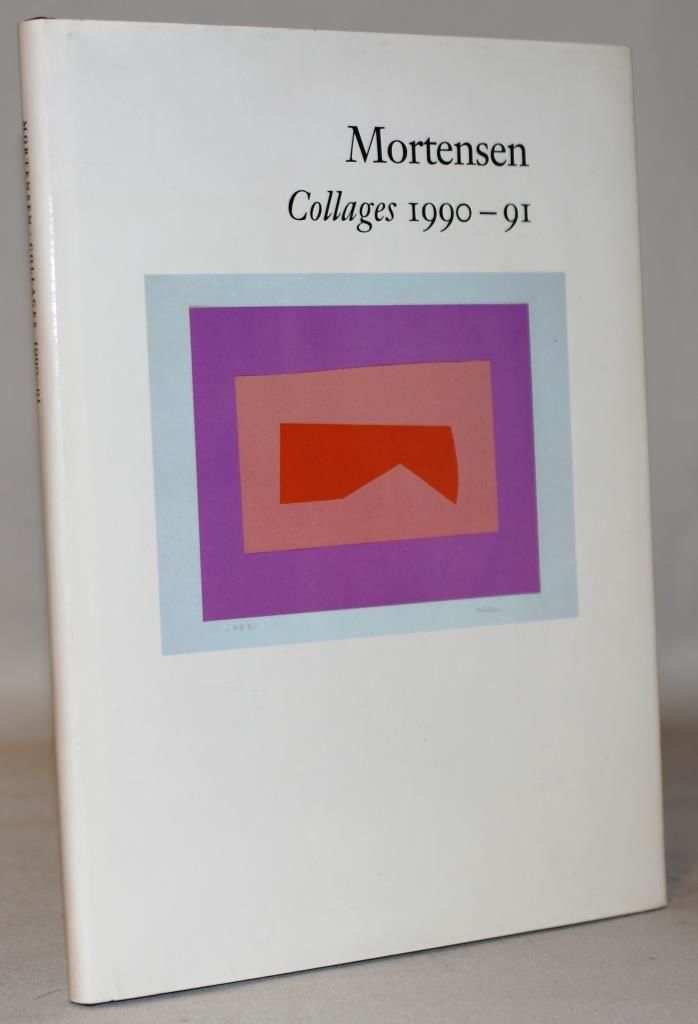 Mortensen
Collages 1990–91
MORTENSEN · COLLAGES 1990–91